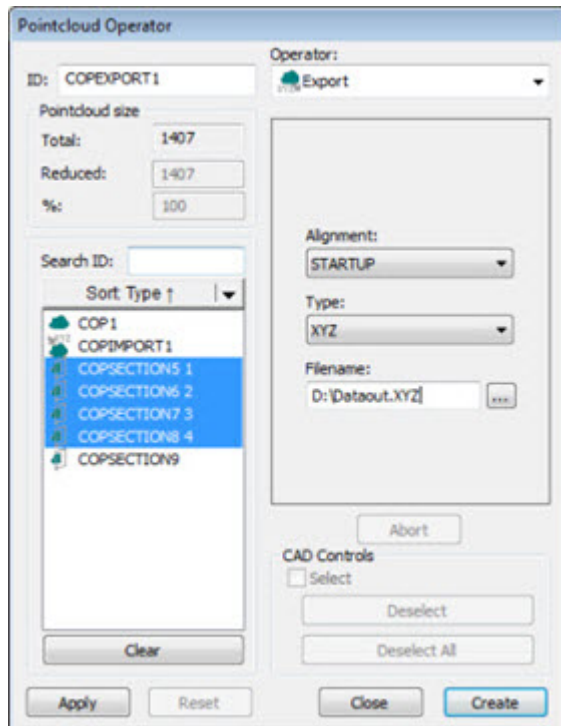 Pointcloud Operator
ID: COPEXPORT1
Operator:
Export
Pointcloud size
Total: 1407
Reduced: 1407
%: 100
Search ID:
Sort Type ↑
COP1
COPIMPORT1
COPSECTION5 1
COPSECTION6 2
COPSECTION7 3
COPSECTION8 4
COPSECTION9
Clear
Alignment:
STARTUP
Type:
XYZ
Filename:
D:\Dataout.XYZ ...
Abort
CAD Controls
Select
Deselect
Deselect All
Apply Reset Close Create